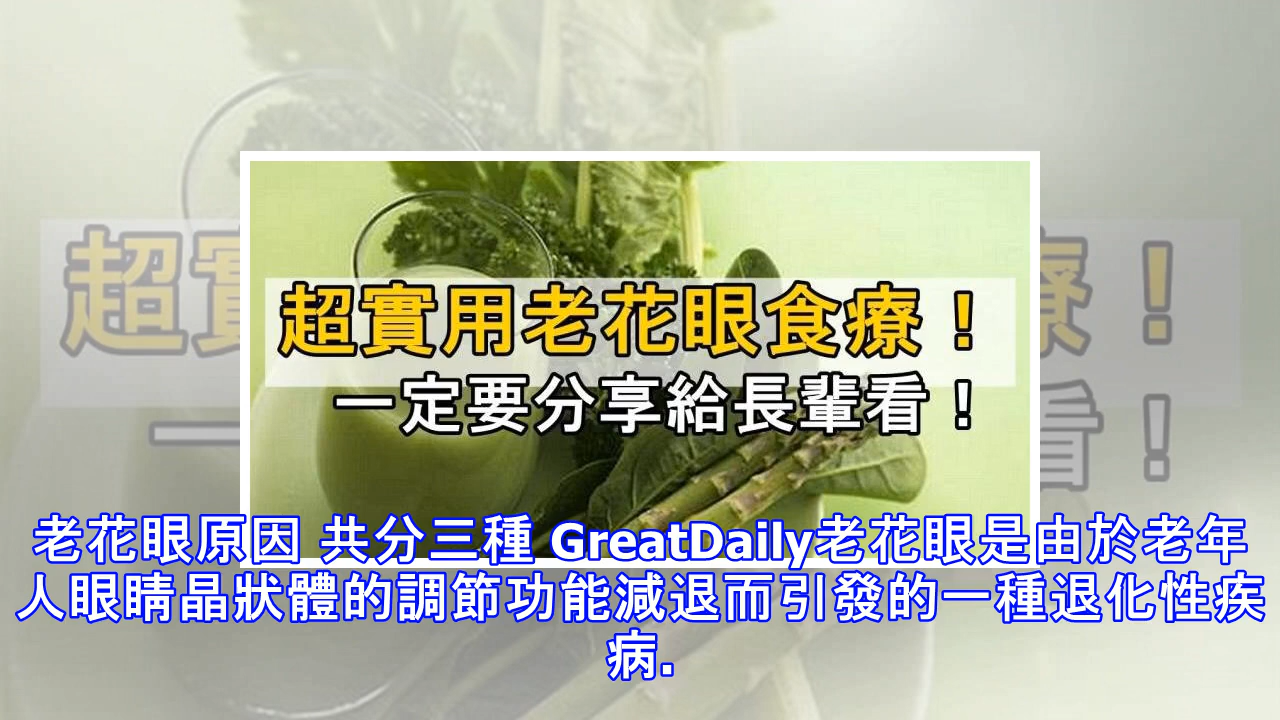 超實用老花眼食療！
一定要分享給長輩看！
老花眼原因 共分三種 GreatDaily老花眼是由於老年
人眼睛晶狀體的調節功能減退而引發的一種退化性疾
病.